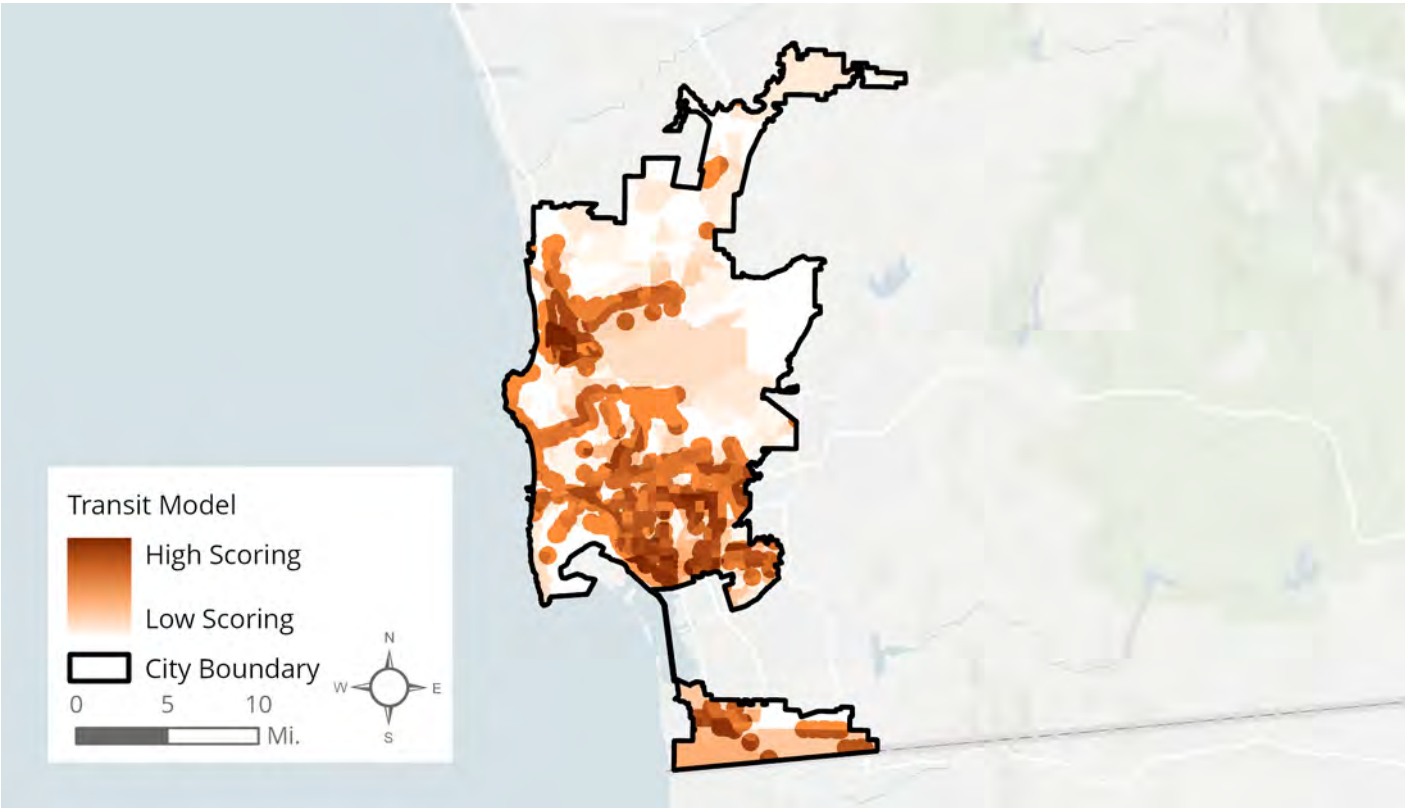 Transit Model
High Scoring
Low Scoring
City Boundary
0 5 10
Mi.
N
W E
S